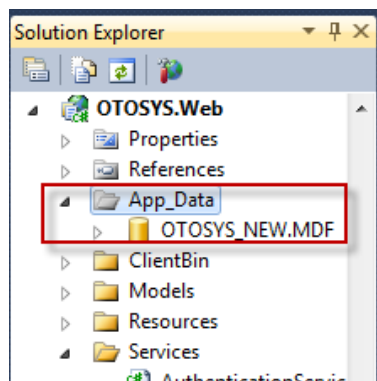 Solution Explorer
OTOSYS.Web
Properties
References
App_Data
OTOSYS_NEW.MDF
ClientBin
Models
Resources
Services